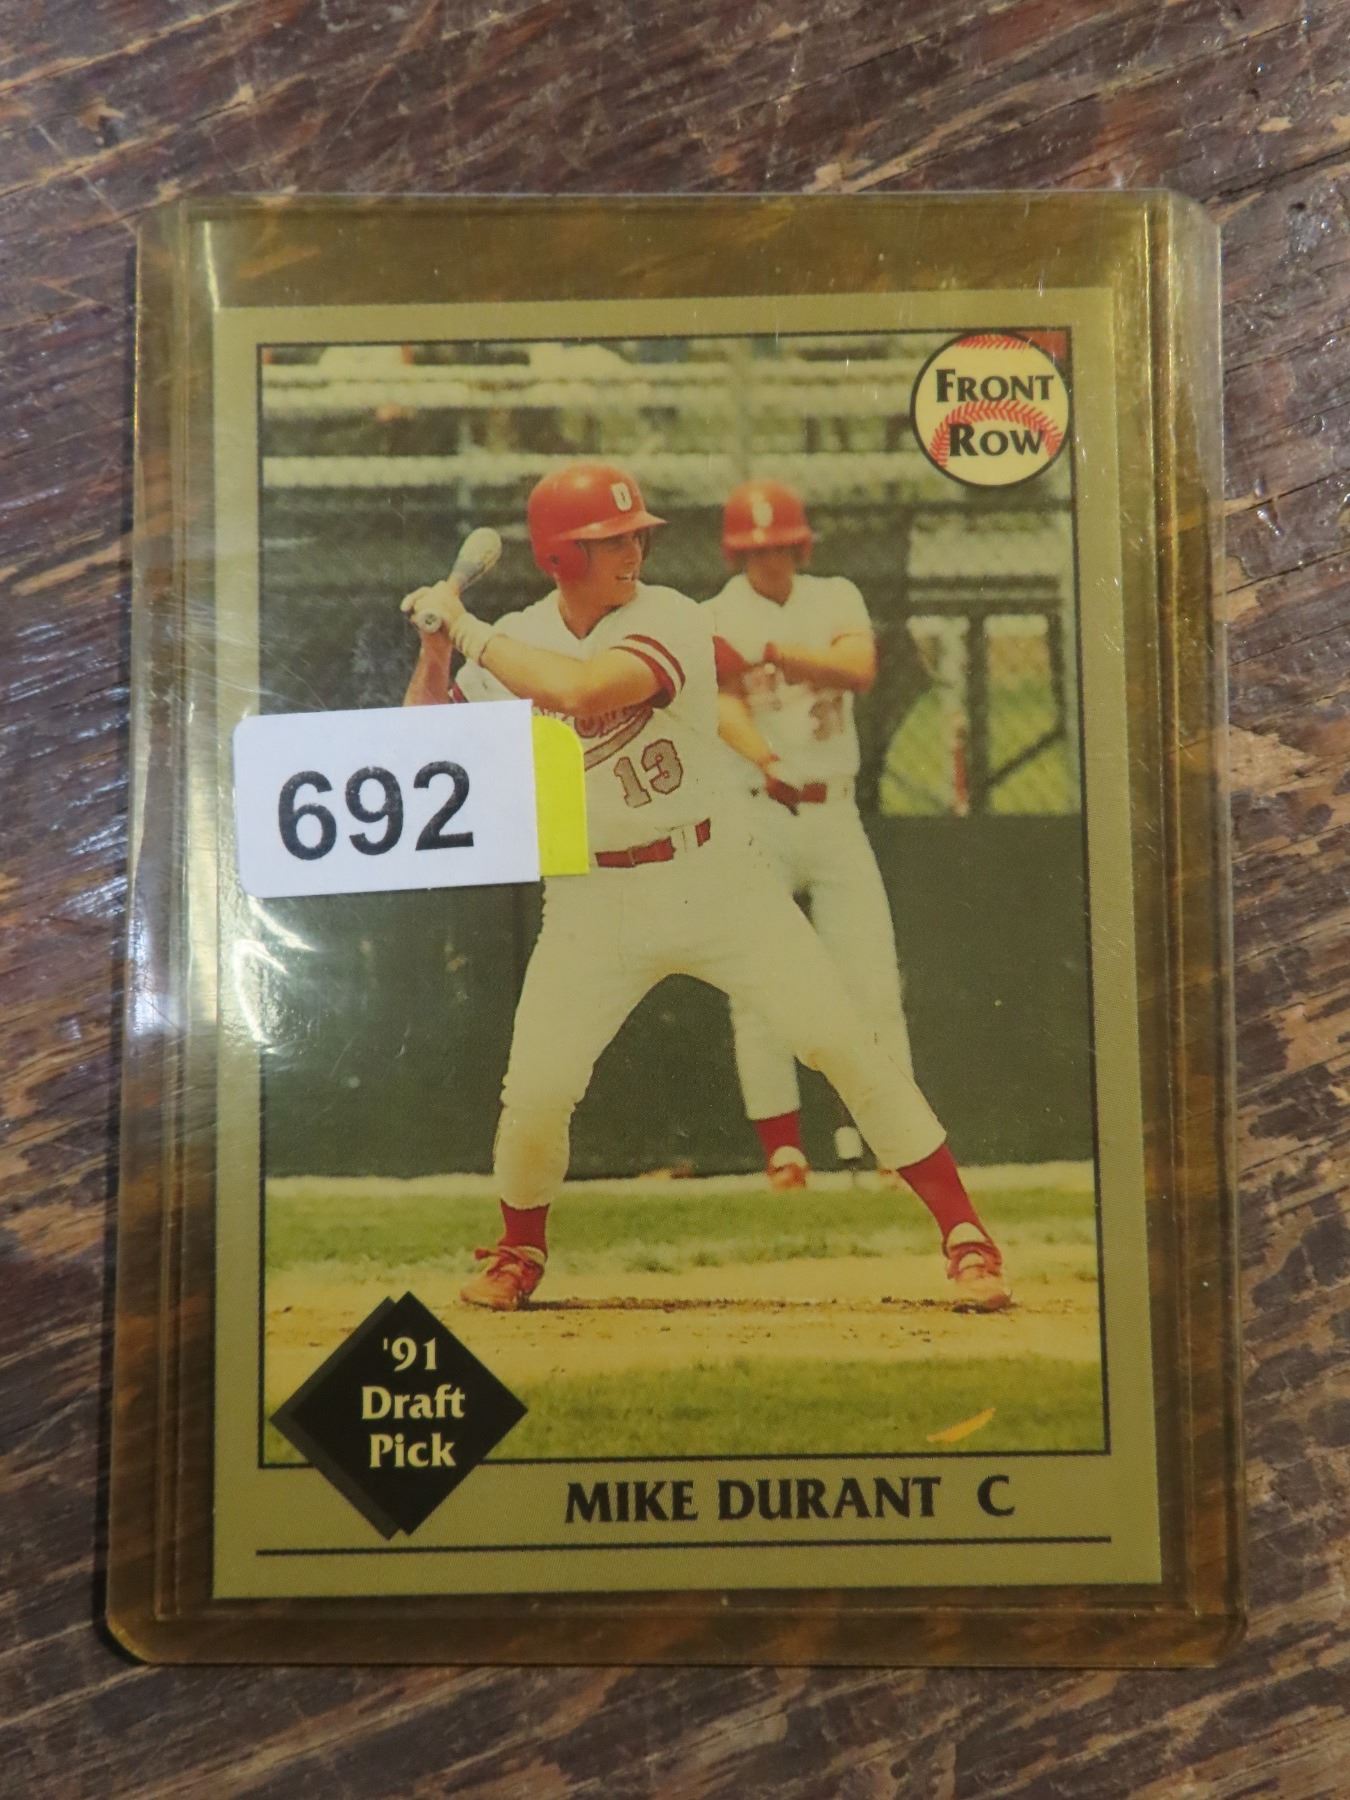 FRONT
ROW
U
13
692
'91
Draft
Pick
MIKE DURANT C